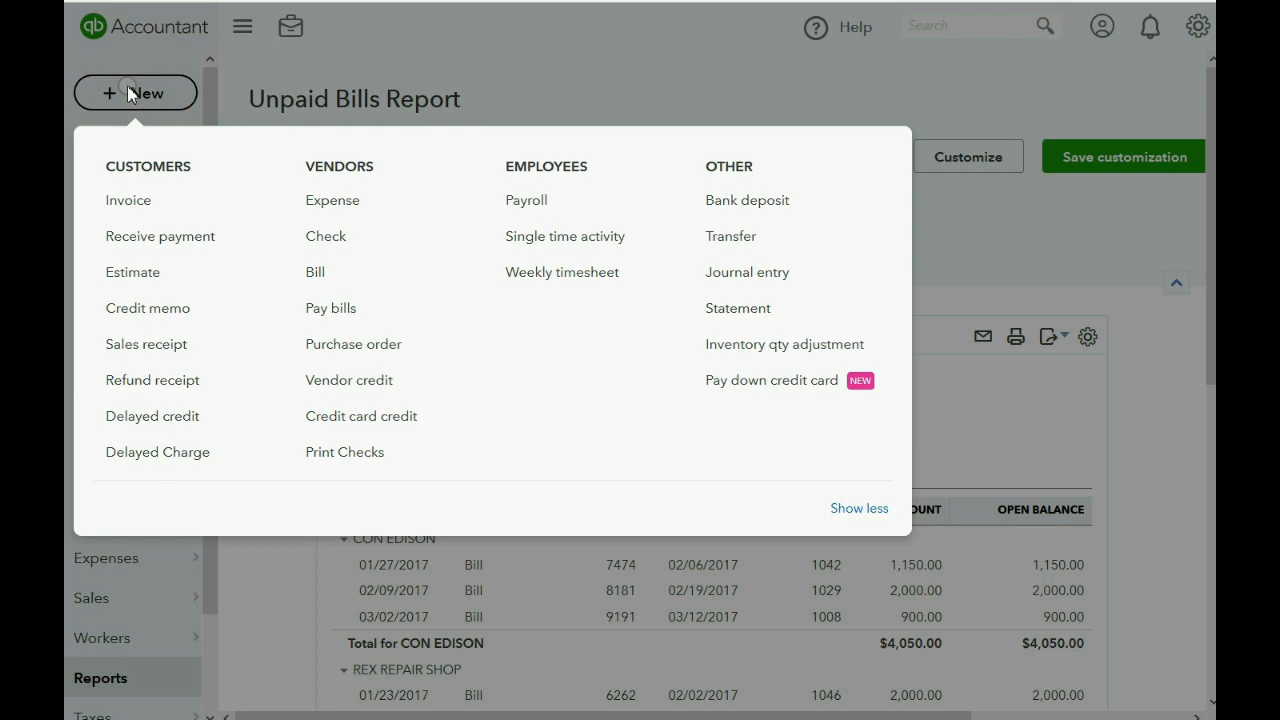 qb Accountant
Help
Search
+ New
Unpaid Bills Report
Customize
Save customization
CUSTOMERS VENDORS EMPLOYEES OTHER
Invoice Expense Payroll Bank deposit
Receive payment Check Single time activity Transfer
Estimate Bill Weekly timesheet Journal entry
Credit memo Pay bills Statement
Sales receipt Purchase order Inventory qty adjustment
Refund receipt Vendor credit Pay down credit card NEW
Delayed credit Credit card credit
Delayed Charge Print Checks
Show less
OUNT OPEN BALANCE
CON EDISON
Expenses
01/27/2017 Bill 7474 02/06/2017 1042 1,150.00 1,150.00
02/09/2017 Bill 8181 02/19/2017 1029 2,000.00 2,000.00
Sales
03/02/2017 Bill 9191 03/12/2017 1008 900.00 900.00
Workers
Total for CON EDISON $4,050.00 $4,050.00
REX REPAIR SHOP
Reports
01/23/2017 Bill 6262 02/02/2017 1046 2,000.00 2,000.00
Taxes